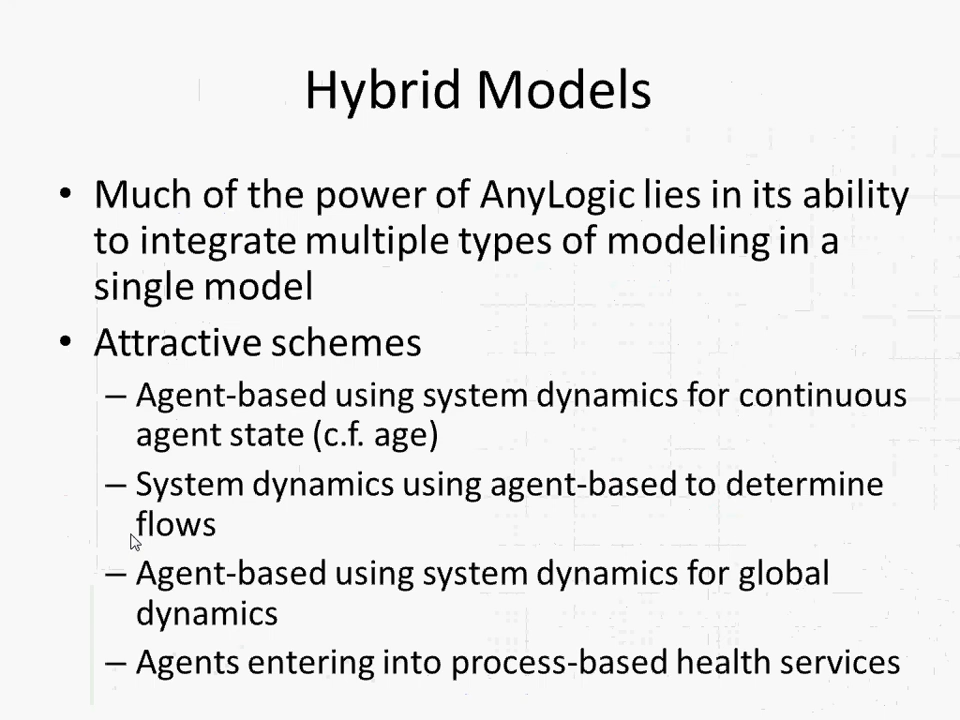 Hybrid Models
• Much of the power of AnyLogic lies in its ability
to integrate multiple types of modeling in a
single model
• Attractive schemes
– Agent-based using system dynamics for continuous
agent state (c.f. age)
– System dynamics using agent-based to determine
flows
– Agent-based using system dynamics for global
dynamics
– Agents entering into process-based health services